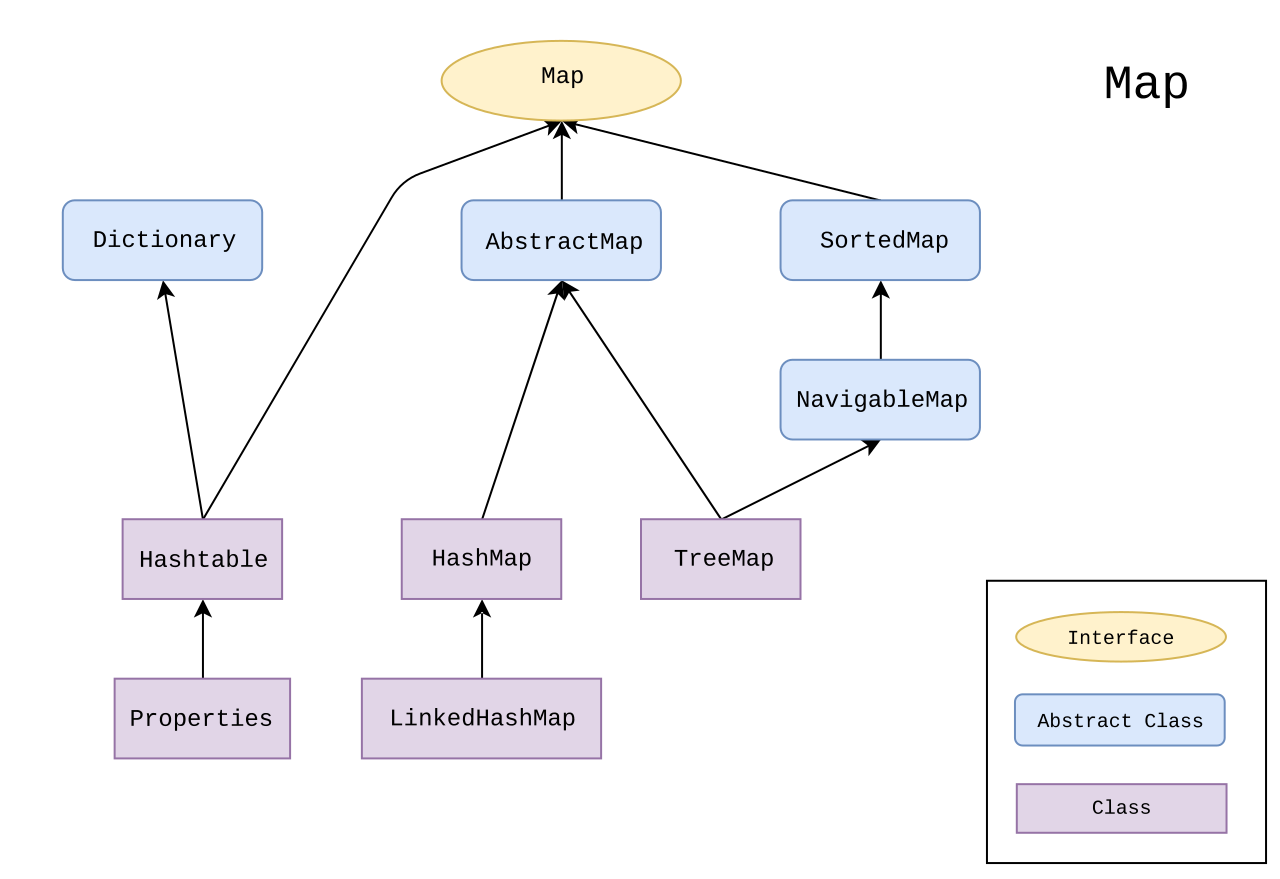 Map
Map
Dictionary
AbstractMap
SortedMap
NavigableMap
Hashtable
HashMap
TreeMap
Properties
LinkedHashMap
Interface
Abstract Class
Class